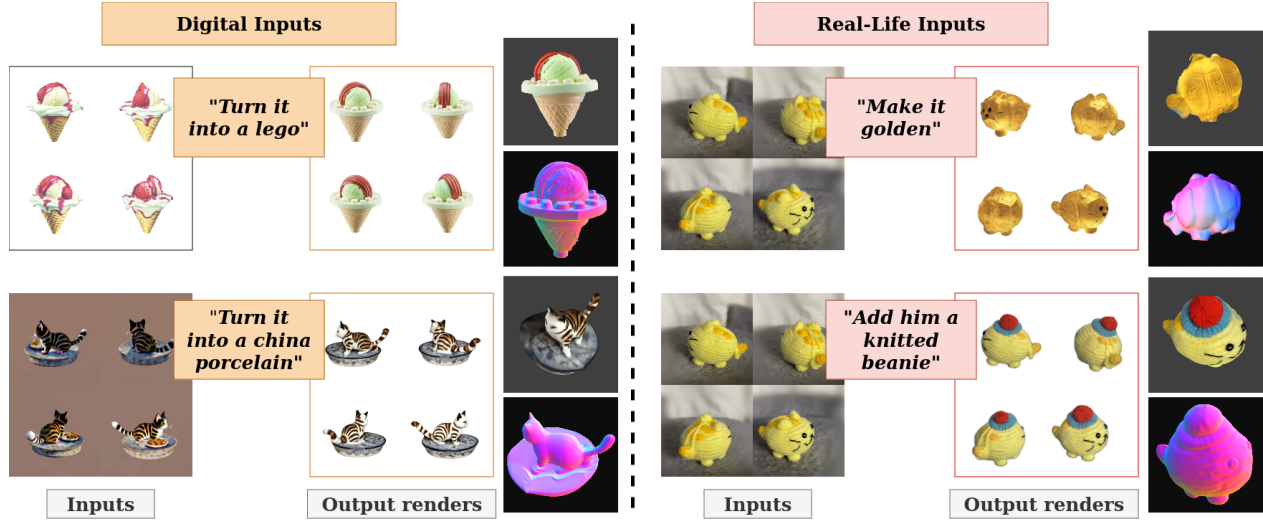 Digital Inputs
Real-Life Inputs
"Turn it
into a lego"
"Make it
golden"
"Turn it
into a china
porcelain"
"Add him a
knitted
beanie"
Inputs
Output renders
Inputs
Output renders